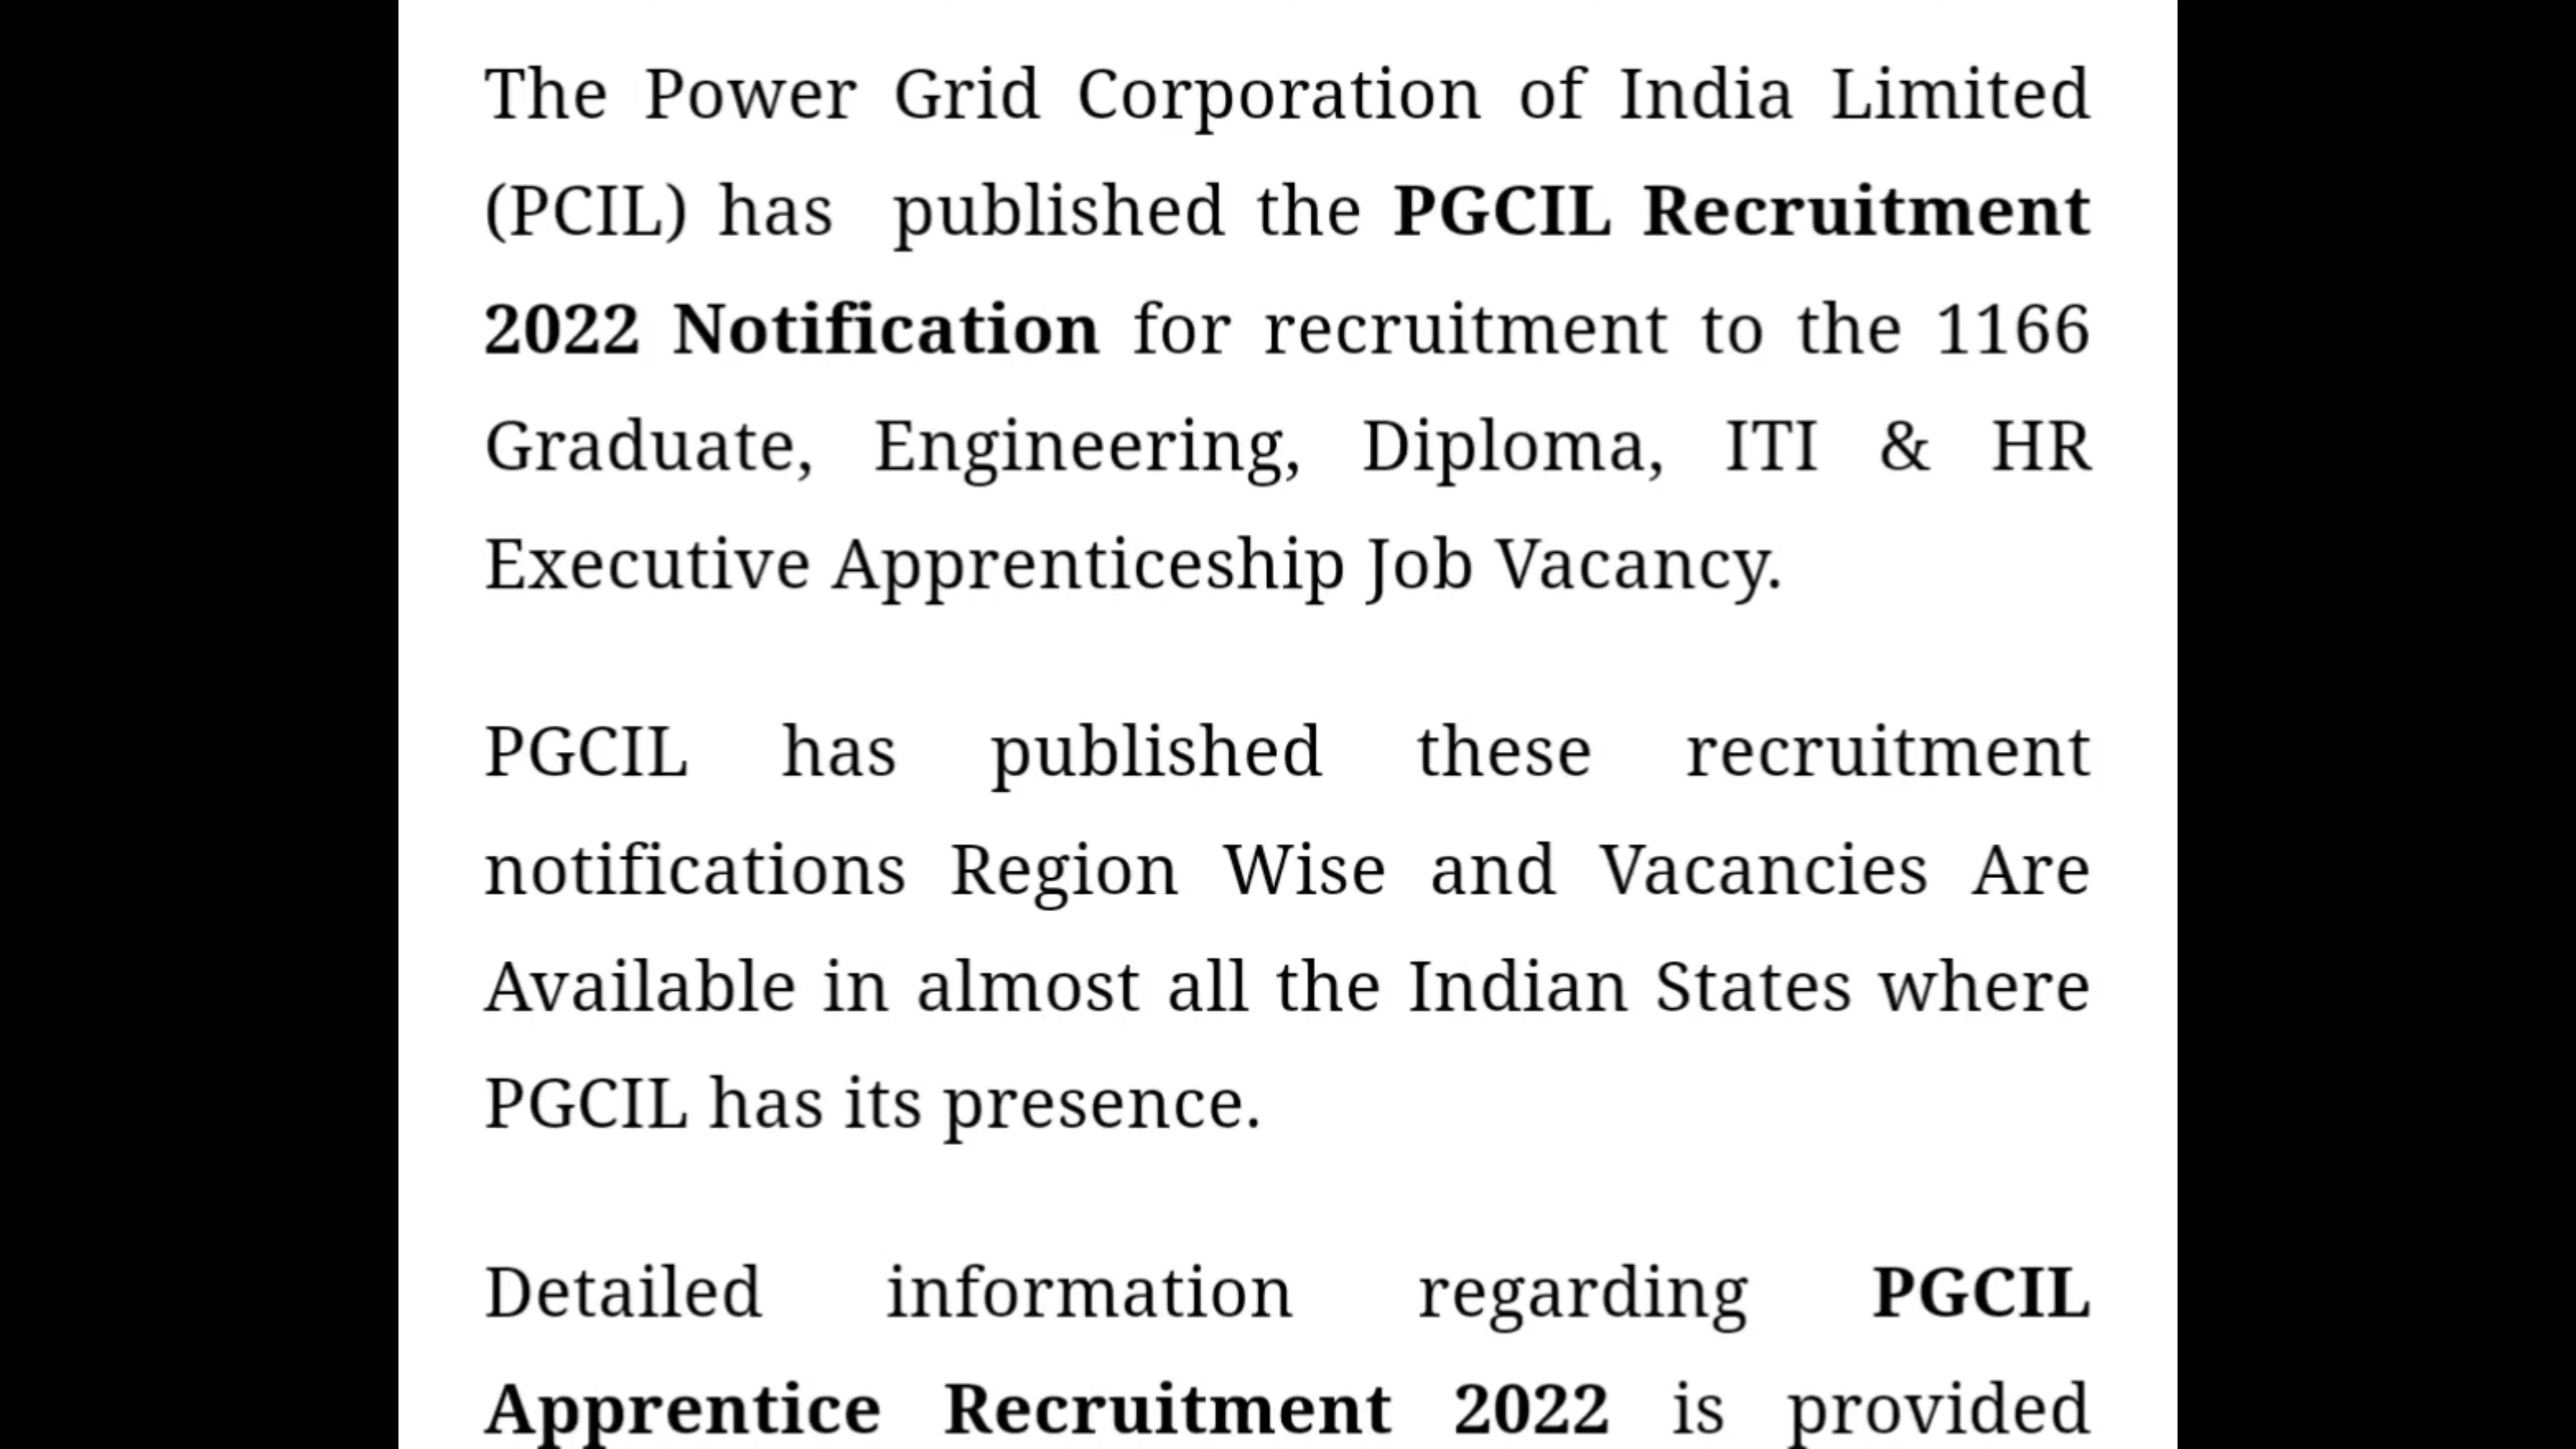 The Power Grid Corporation of India Limited
(PCIL) has published the PGCIL Recruitment
2022 Notification for recruitment to the 1166
Graduate, Engineering, Diploma, ITI & HR
Executive Apprenticeship Job Vacancy.
PGCIL has published these recruitment
notifications Region Wise and Vacancies Are
Available in almost all the Indian States where
PGCIL has its presence.
Detailed information regarding PGCIL
Apprentice Recruitment 2022 is provided